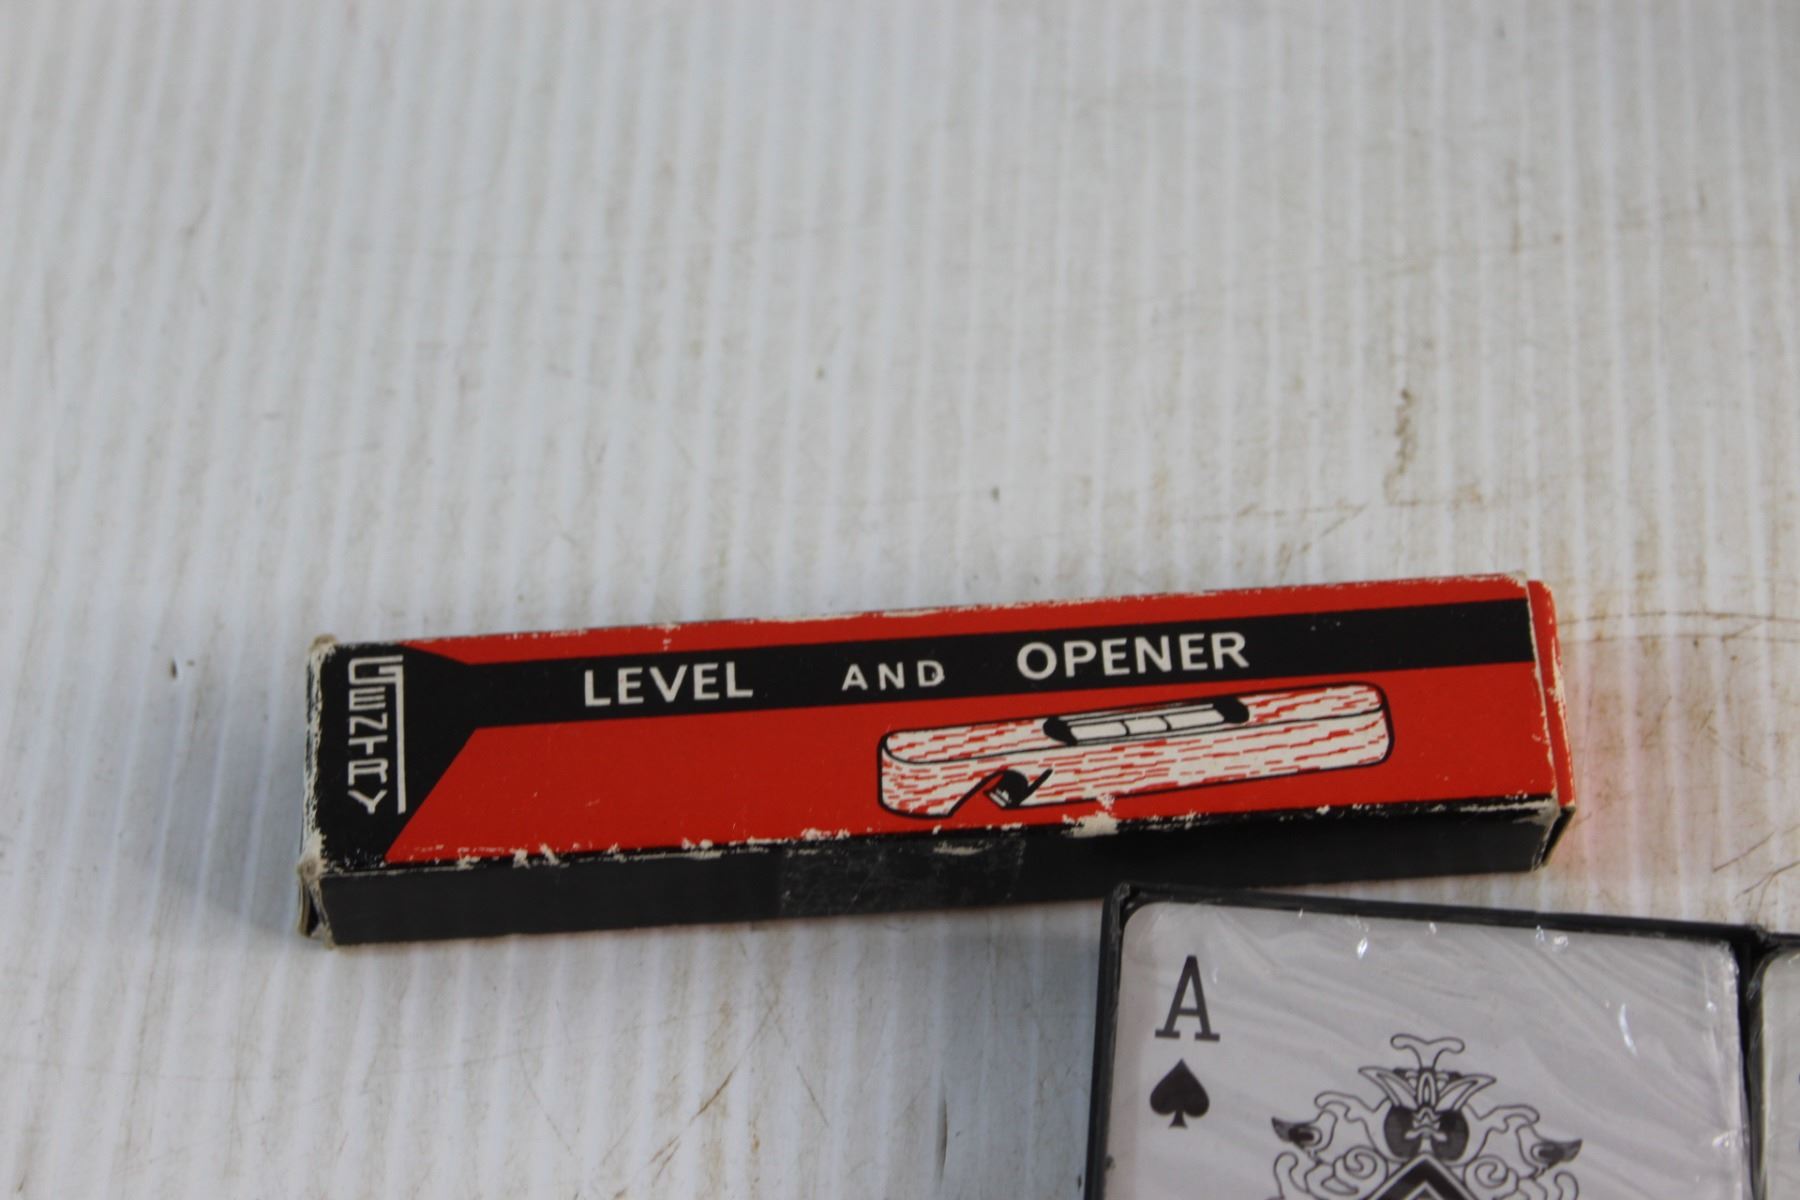 GENTRY
LEVEL AND OPENER
A